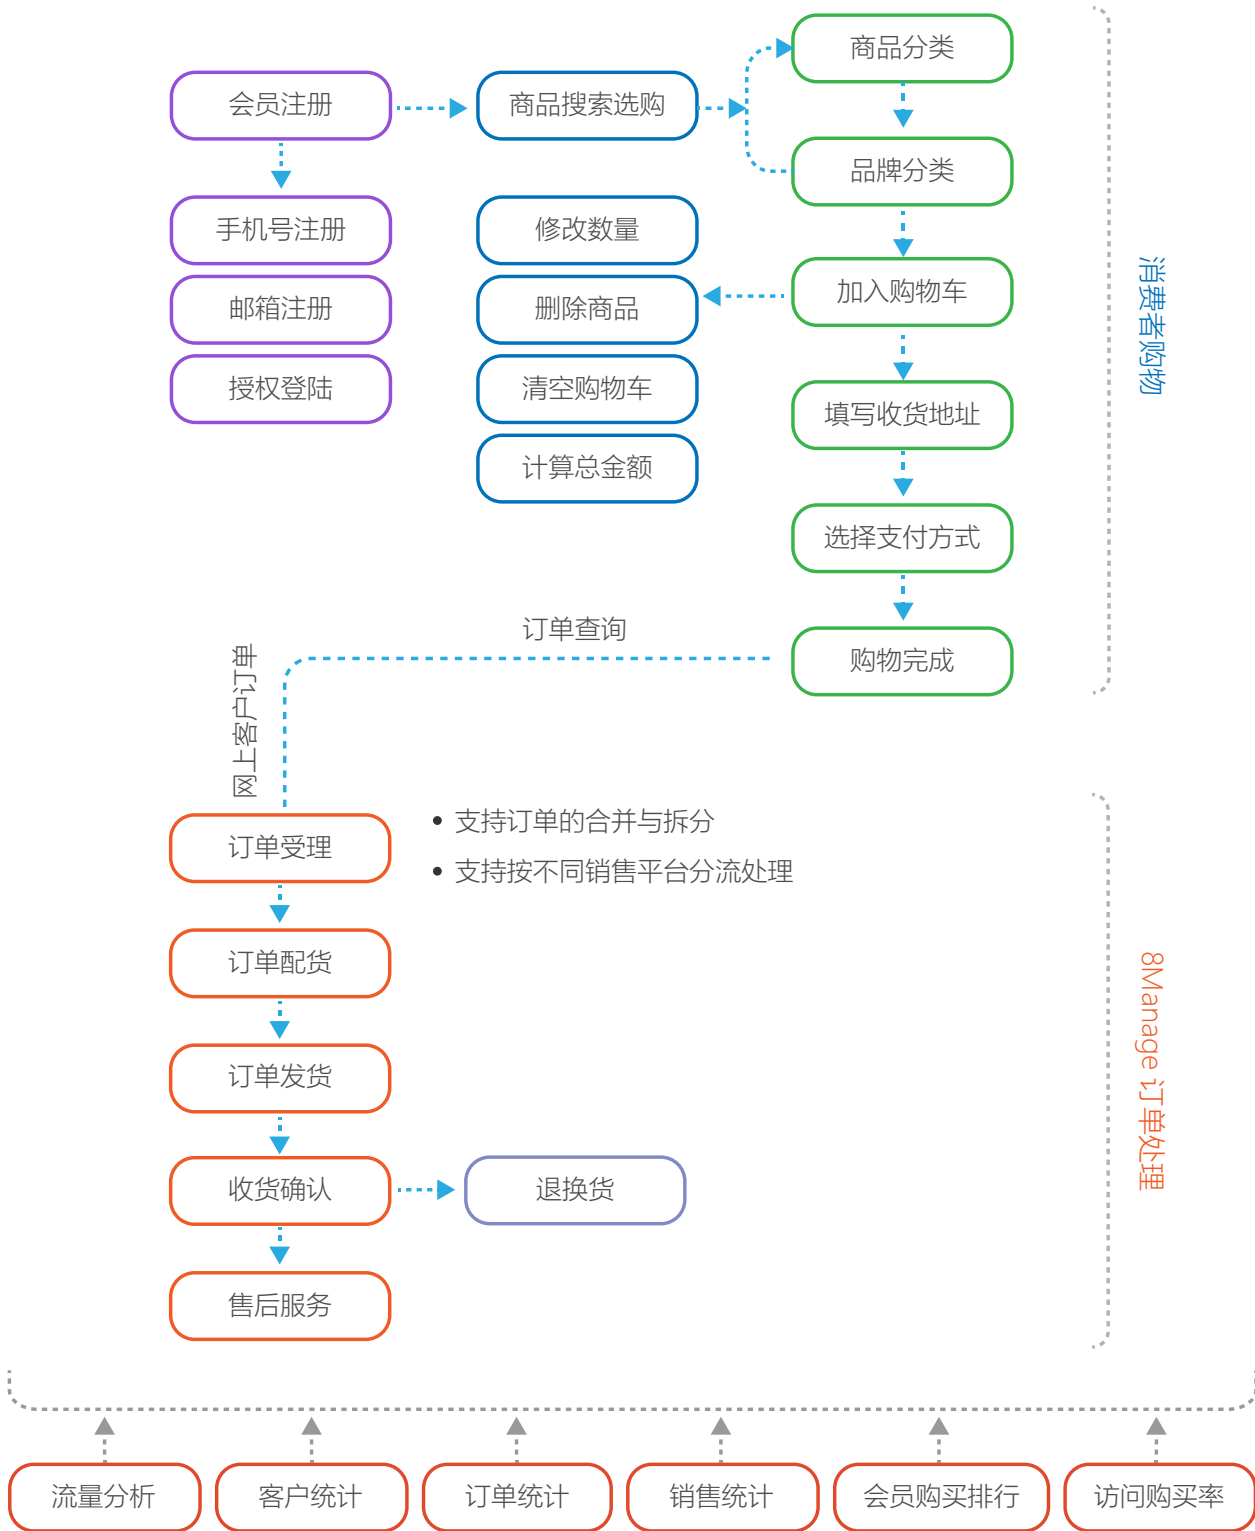 商品分类
会员注册
商品搜索选购
品牌分类
手机号注册
修改数量
加入购物车
邮箱注册
删除商品
授权登陆
清空购物车
填写收货地址
计算总金额
选择支付方式
购物完成
消费者购物
订单查询
网上客户订单
订单受理
支持订单的合并与拆分
支持按不同销售平台分流处理
订单配货
订单发货
收货确认
退换货
售后服务
8Manage 订单处理
流量分析
客户统计
订单统计
销售统计
会员购买排行
访问购买率